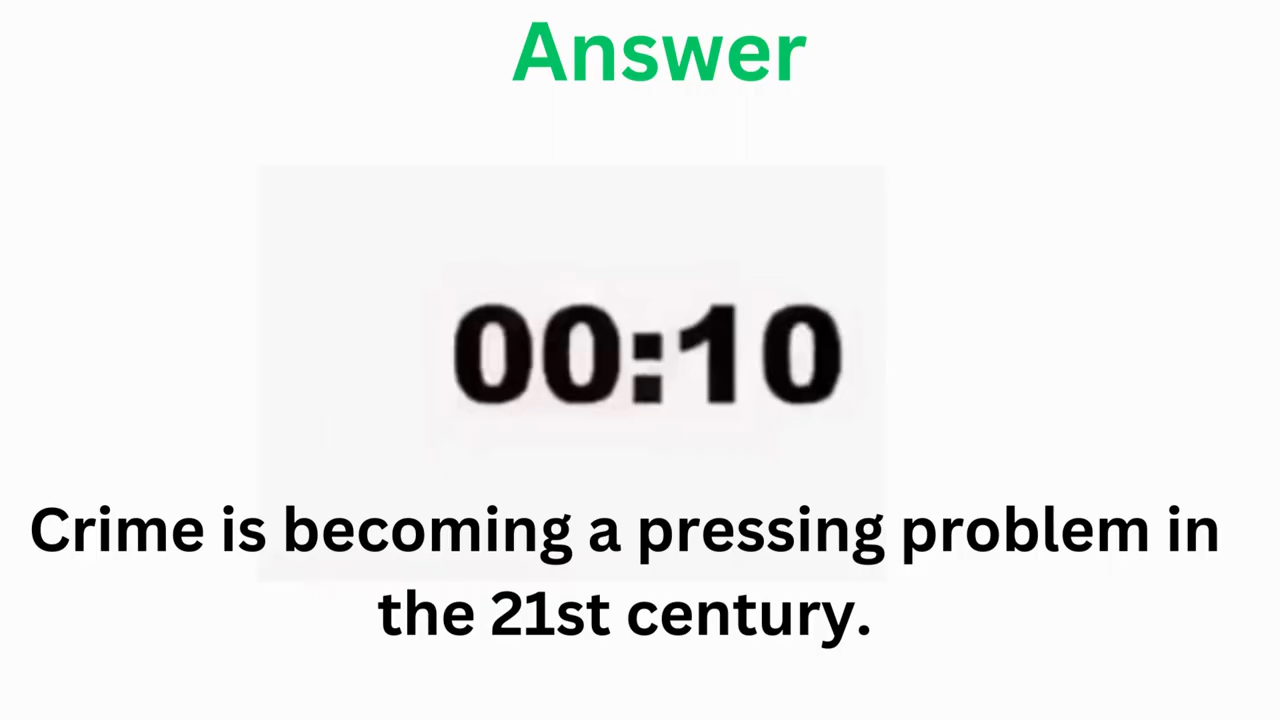 Answer
00:10
Crime is becoming a pressing problem in
the 21st century.